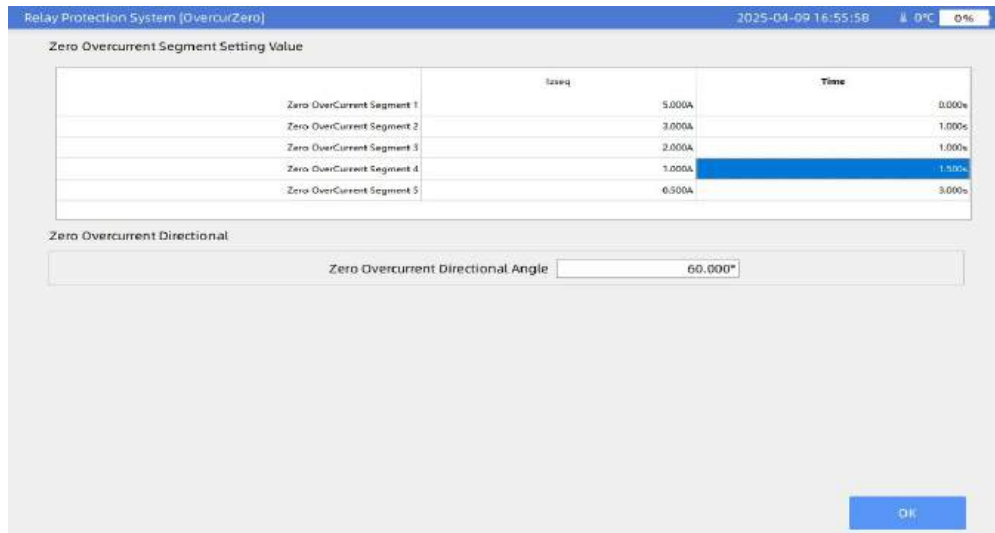 Relay Protection System [OvercurZero] 2025-04-09 16:55:58 0°C 0%
Zero Overcurrent Segment Setting Value
Izseq Time
Zero OverCurrent Segment 1 5.000A 0.000s
Zero OverCurrent Segment 2 3.000A 1.000s
Zero OverCurrent Segment 3 2.000A 1.000s
Zero OverCurrent Segment 4 1.000A 1.500s
Zero OverCurrent Segment 5 0.500A 3.000s
Zero Overcurrent Directional
Zero Overcurrent Directional Angle 60.000°
OK